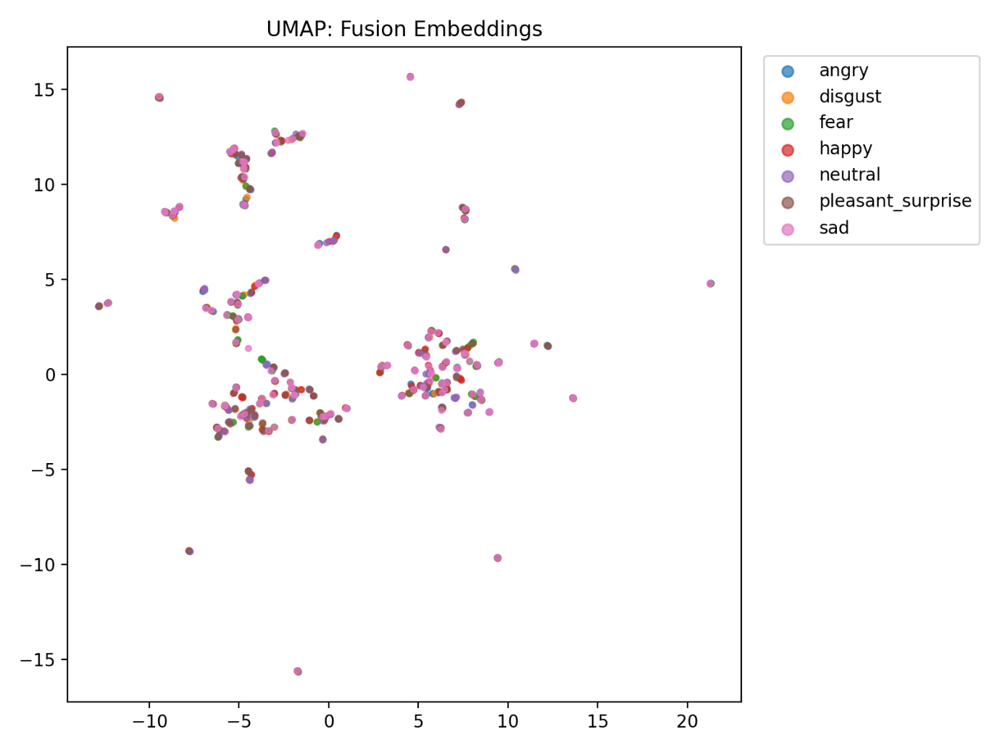 UMAP: Fusion Embeddings
15
10
5
0
−5
−10
−15
−10 −5 0 5 10 15 20
angry
disgust
fear
happy
neutral
pleasant_surprise
sad